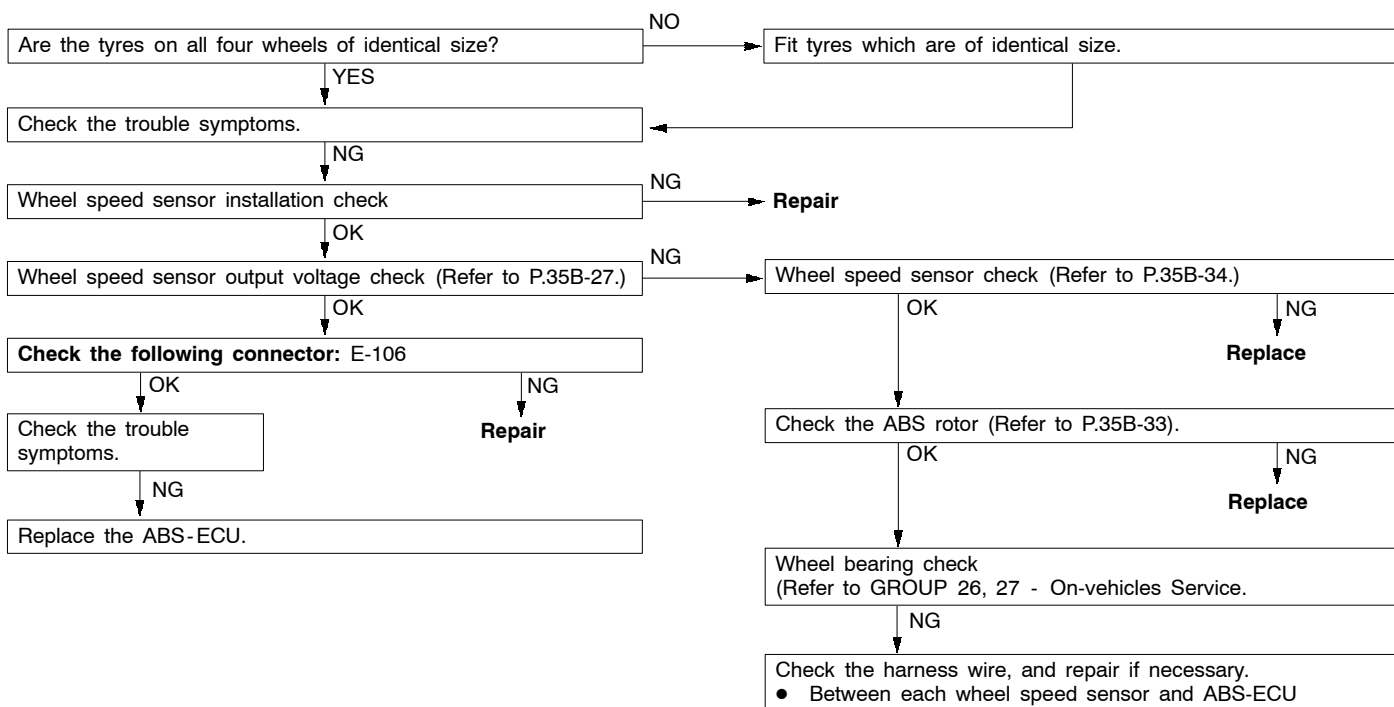 Are the tyres on all four wheels of identical size?
NO
Fit tyres which are of identical size.
YES
Check the trouble symptoms.
NG
Wheel speed sensor installation check
NG
Repair
OK
Wheel speed sensor output voltage check (Refer to P.35B-27.)
NG
Wheel speed sensor check (Refer to P.35B-34.)
OK
OK
NG
Replace
Check the following connector: E-106
OK
NG
Repair
Check the trouble
symptoms.
NG
Replace the ABS-ECU.
Check the ABS rotor (Refer to P.35B-33).
OK
NG
Replace
Wheel bearing check
(Refer to GROUP 26, 27 - On-vehicles Service.
NG
Check the harness wire, and repair if necessary.
● Between each wheel speed sensor and ABS-ECU